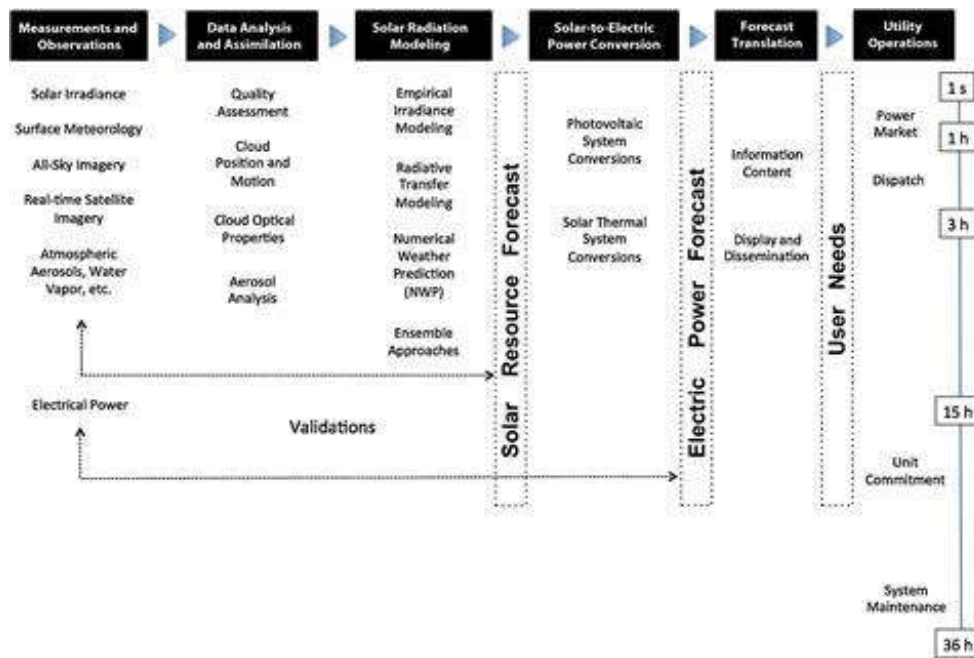 Measurements and
Observations
Data Analysis
and Assimilation
Solar Radiation
Modeling
Solar-to-Electric
Power Conversion
Forecast
Translation
Utility
Operations
Solar Irradiance
Surface Meteorology
All-Sky Imagery
Real-time Satellite
Imagery
Atmospheric
Aerosols, Water
Vapor, etc.
Electrical Power
Quality
Assessment
Cloud
Position and
Motion
Cloud Optical
Properties
Aerosol
Analysis
Validations
Empirical
Irradiance
Modeling
Radiative
Transfer
Modeling
Numerical
Weather
Prediction
(NWP)
Ensemble
Approaches
Solar Resource Forecast
Photovoltaic
System
Conversions
Solar Thermal
System
Conversions
Electric Power Forecast
Information
Content
Display and
Dissemination
User Needs
Power
Market
Dispatch
Unit
Commitment
System
Maintenance
1 s
1 h
3 h
15 h
36 h